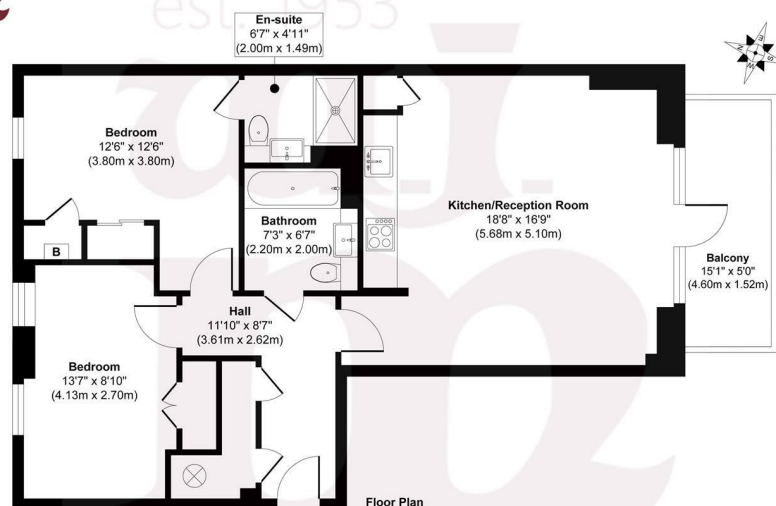 est. 1953
En-suite
6'7" x 4'11"
(2.00m x 1.49m)
Bedroom
12'6" x 12'6"
(3.80m x 3.80m)
Kitchen/Reception Room
18'8" x 16'9"
(5.68m x 5.10m)
Bathroom
7'3" x 6'7"
(2.20m x 2.00m)
Balcony
15'1" x 5'0"
(4.60m x 1.52m)
B
Hall
11'10" x 8'7"
(3.61m x 2.62m)
Bedroom
13'7" x 8'10"
(4.13m x 2.70m)
Floor Plan
N
E
S
W